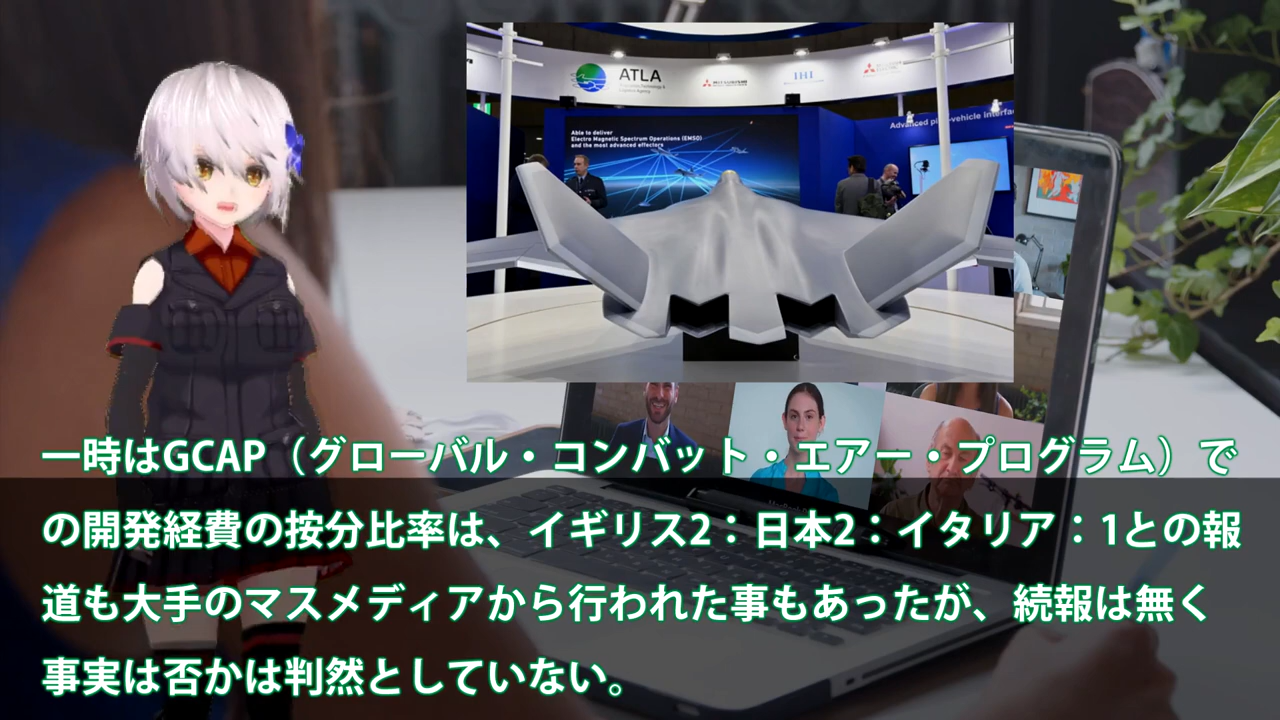 ATLA
Able to deliver
Electro Magnetic Spectrum Operations (EMSO)
and the most advanced effectors
IHI
一時はGCAP（グローバル・コンバット・エアー・プログラム）で
の開発経費の按分比率は、イギリス2：日本2：イタリア：1との報
道も大手のマスメディアから行われた事もあったが、続報は無く
事実は否かは判然としていない。